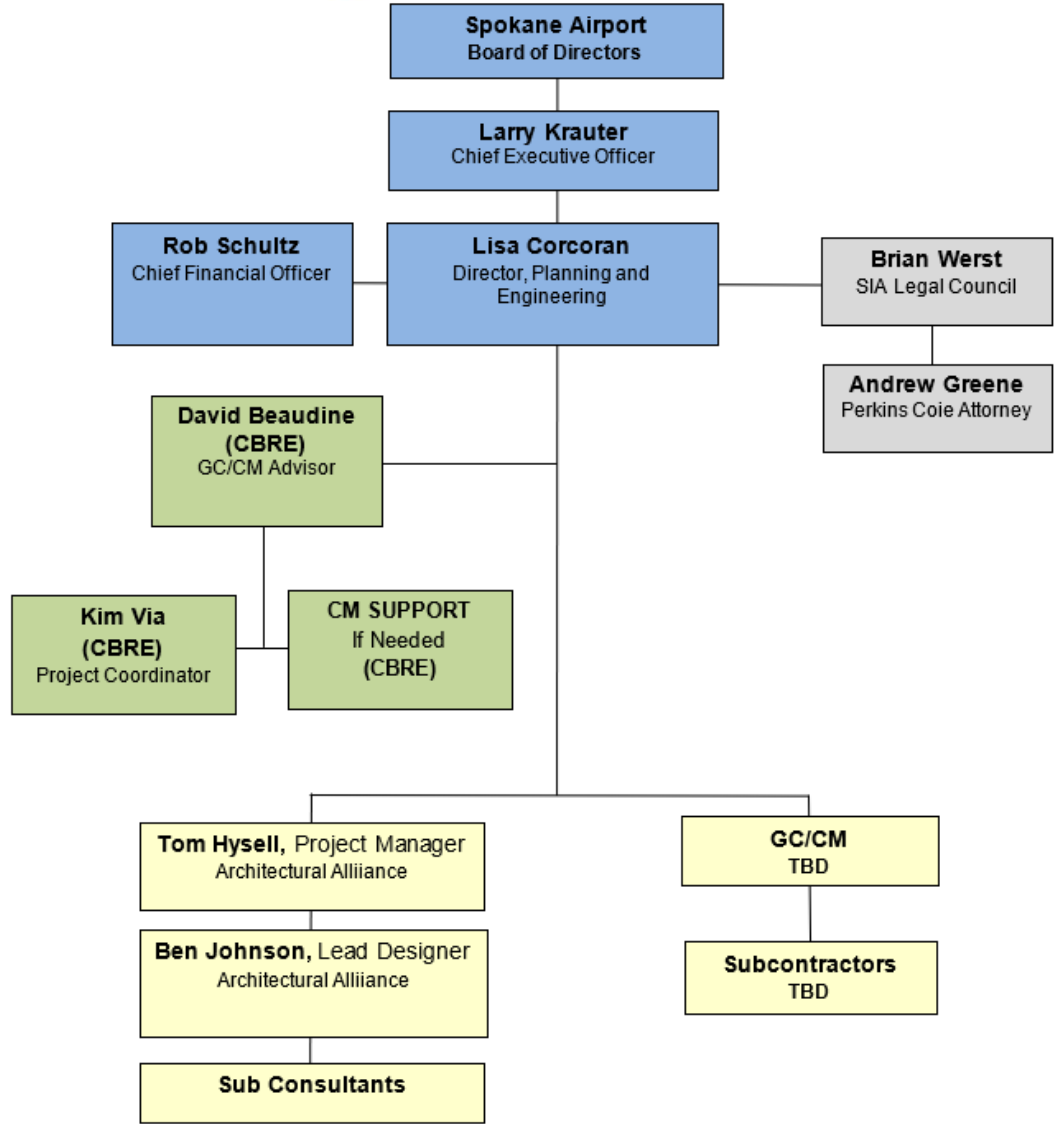 Spokane Airport
Board of Directors
Larry Krauter
Chief Executive Officer
Rob Schultz
Chief Financial Officer
Lisa Corcoran
Director, Planning and
Engineering
Brian Werst
SIA Legal Council
Andrew Greene
Perkins Coie Attorney
David Beaudine
(CBRE)
GC/CM Advisor
Kim Via
(CBRE)
Project Coordinator
CM SUPPORT
If Needed
(CBRE)
Tom Hysell, Project Manager
Architectural Alliiance
Ben Johnson, Lead Designer
Architectural Alliiance
Sub Consultants
GC/CM
TBD
Subcontractors
TBD